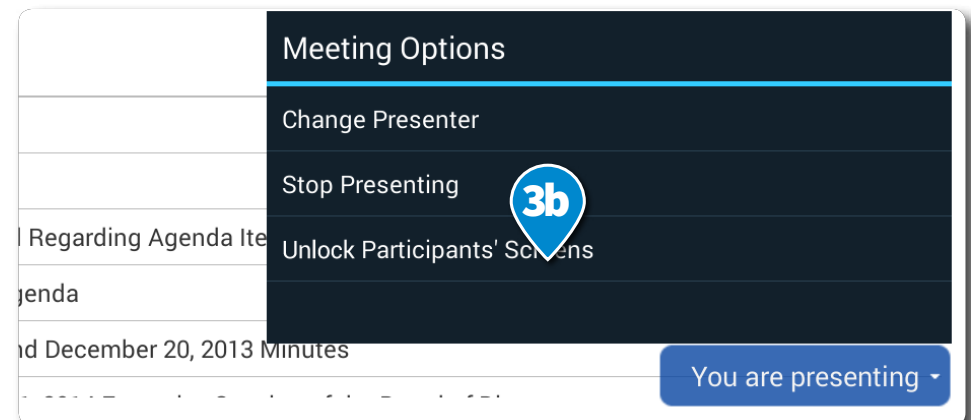 Meeting Options
Change Presenter
Stop Presenting
3b
Regarding Agenda Ite
Unlock Participants' Screens
genda
nd December 20, 2013 Minutes
You are presenting